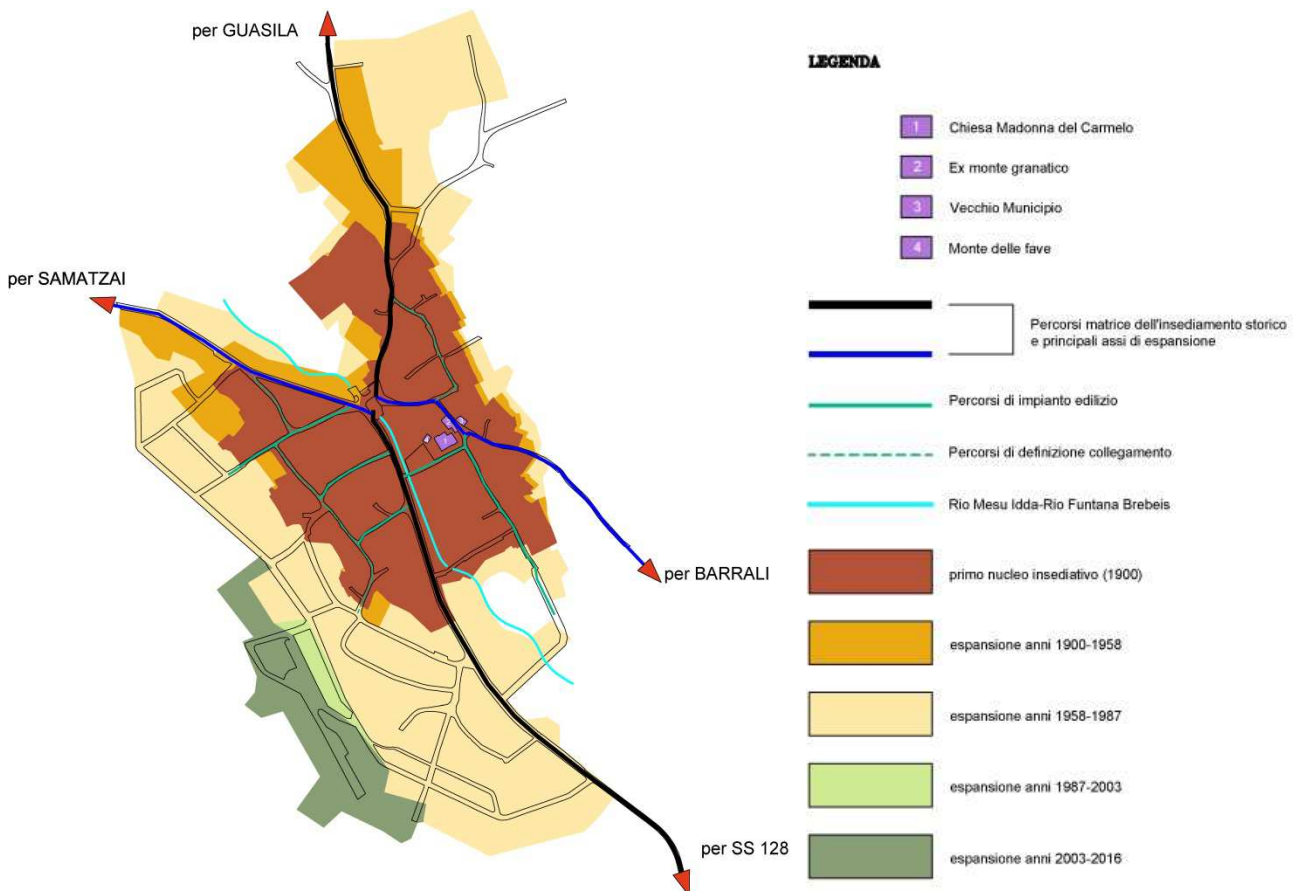 per GUASILA
per SAMATZAI
per BARRALI
per SS 128
1
LEGENDA
1 Chiesa Madonna del Carmelo
2 Ex monte granatico
3 Vecchio Municipio
4 Monte delle fave
Percorsi matrice dell'insediamento storico
e principali assi di espansione
Percorsi di impianto edilizio
Percorsi di definizione collegamento
Rio Mesu Idda-Rio Funtana Brebeis
primo nucleo insediativo (1900)
espansione anni 1900-1958
espansione anni 1958-1987
espansione anni 1987-2003
espansione anni 2003-2016